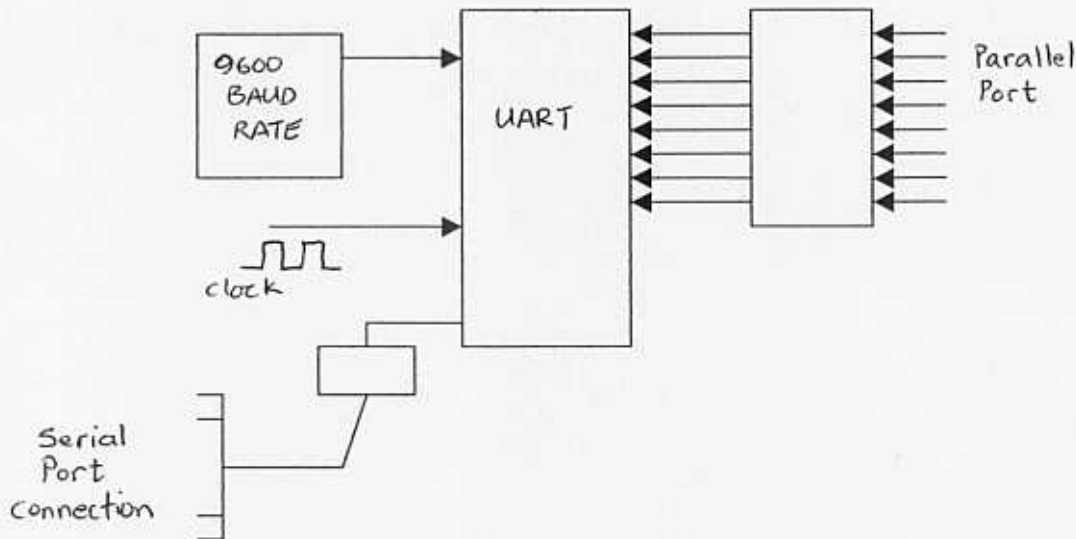 9600
BAUD
RATE
UART
Parallel
Port
clock
Serial
Port
Connection